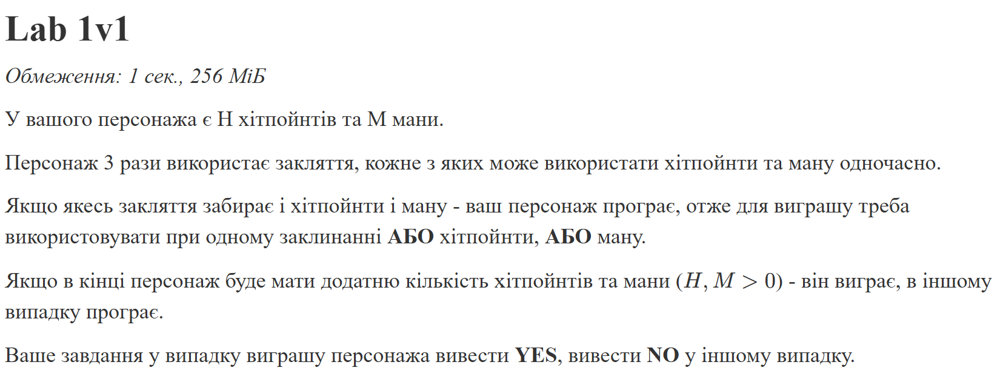 Lab 1v1
Обмеження: 1 сек., 256 МіБ
У вашого персонажа є H хітпойнтів та M мани.
Персонаж 3 рази використає закляття, кожне з яких може використати хітпойнти та ману одночасно.
Якщо якесь закляття забирає і хітпойнти і ману - ваш персонаж програє, отже для виграшу треба
використовувати при одному заклинанні АБО хітпойнти, АБО ману.
Якщо в кінці персонаж буде мати додатню кількість хітпойнтів та мани (H, M > 0) - він виграє, в іншому
випадку програє.
Ваше завдання у випадку виграшу персонажа вивести YES, вивести NO у іншому випадку.